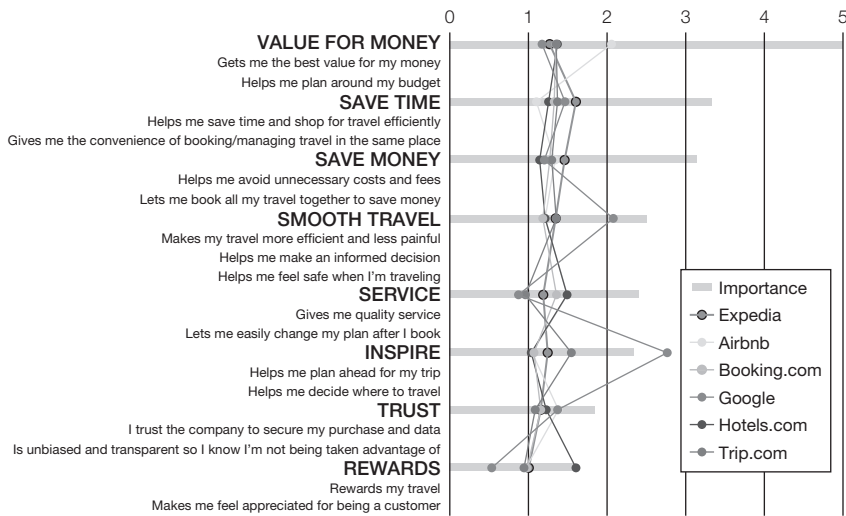 0 1 2 3 4 5
VALUE FOR MONEY
Gets me the best value for my money
Helps me plan around my budget
SAVE TIME
Helps me save time and shop for travel efficiently
Gives me the convenience of booking/managing travel in the same place
SAVE MONEY
Helps me avoid unnecessary costs and fees
Lets me book all my travel together to save money
SMOOTH TRAVEL
Makes my travel more efficient and less painful
Helps me make an informed decision
Helps me feel safe when I'm traveling
SERVICE
Gives me quality service
Lets me easily change my plan after I book
INSPIRE
Helps me plan ahead for my trip
Helps me decide where to travel
TRUST
I trust the company to secure my purchase and data
Is unbiased and transparent so I know I'm not being taken advantage of
REWARDS
Rewards my travel
Makes me feel appreciated for being a customer
Importance
Expedia
Airbnb
Booking.com
Google
Hotels.com
Trip.com